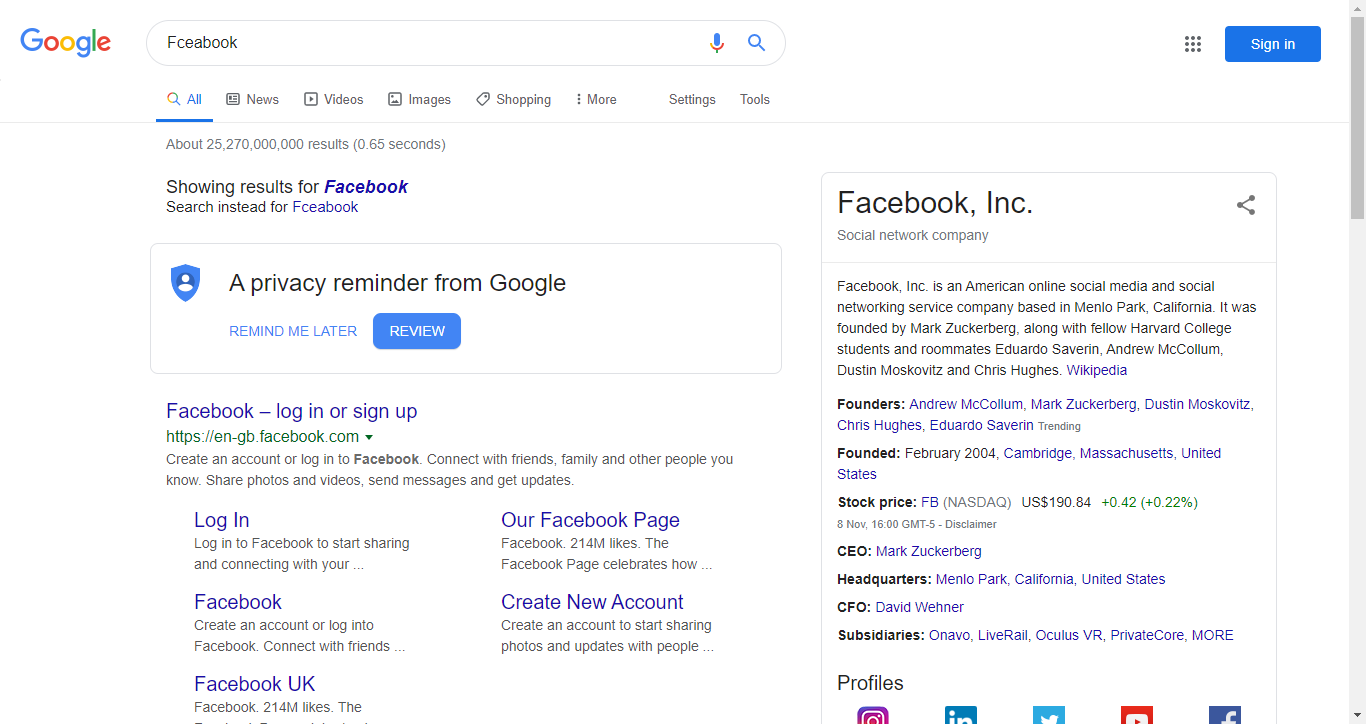 Google
Fceabook
Sign in
All
News
Videos
Images
Shopping
More
Settings
Tools
About 25,270,000,000 results (0.65 seconds)
Showing results for Facebook
Search instead for Fceabook
A privacy reminder from Google
REMIND ME LATER
REVIEW
Facebook – log in or sign up
https://en-gb.facebook.com
Create an account or log in to Facebook. Connect with friends, family and other people you
know. Share photos and videos, send messages and get updates.
Log In
Log in to Facebook to start sharing
and connecting with your ...
Our Facebook Page
Facebook. 214M likes. The
Facebook Page celebrates how ...
Facebook
Create an account or log into
Facebook. Connect with friends ...
Create New Account
Create an account to start sharing
photos and updates with people ...
Facebook UK
Facebook. 214M likes. The
Facebook, Inc.
Social network company
Facebook, Inc. is an American online social media and social
networking service company based in Menlo Park, California. It was
founded by Mark Zuckerberg, along with fellow Harvard College
students and roommates Eduardo Saverin, Andrew McCollum,
Dustin Moskovitz and Chris Hughes. Wikipedia
Founders: Andrew McCollum, Mark Zuckerberg, Dustin Moskovitz,
Chris Hughes, Eduardo Saverin Trending
Founded: February 2004, Cambridge, Massachusetts, United
States
Stock price: FB (NASDAQ) US$190.84 +0.42 (+0.22%)
8 Nov, 16:00 GMT-5 - Disclaimer
CEO: Mark Zuckerberg
Headquarters: Menlo Park, California, United States
CFO: David Wehner
Subsidiaries: Onavo, LiveRail, Oculus VR, PrivateCore, MORE
Profiles